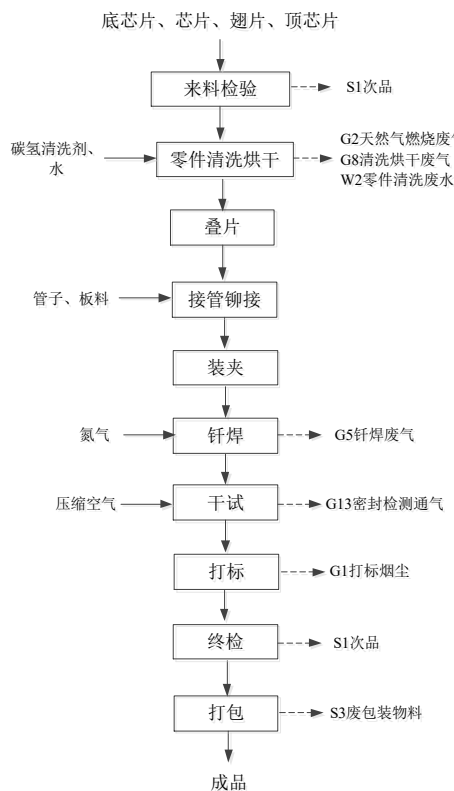 底芯片、芯片、翅片、顶芯片
来料检验
S1次品
碳氢清洗剂、
水
零件清洗烘干
G2天然气燃烧废气
G8清洗烘干废气
W2零件清洗废水
叠片
管子、板料
接管铆接
装夹
氮气
钎焊
G5钎焊废气
压缩空气
干试
G13密封检测通气
打标
G1打标烟尘
终检
S1次品
打包
S3废包装物料
成品